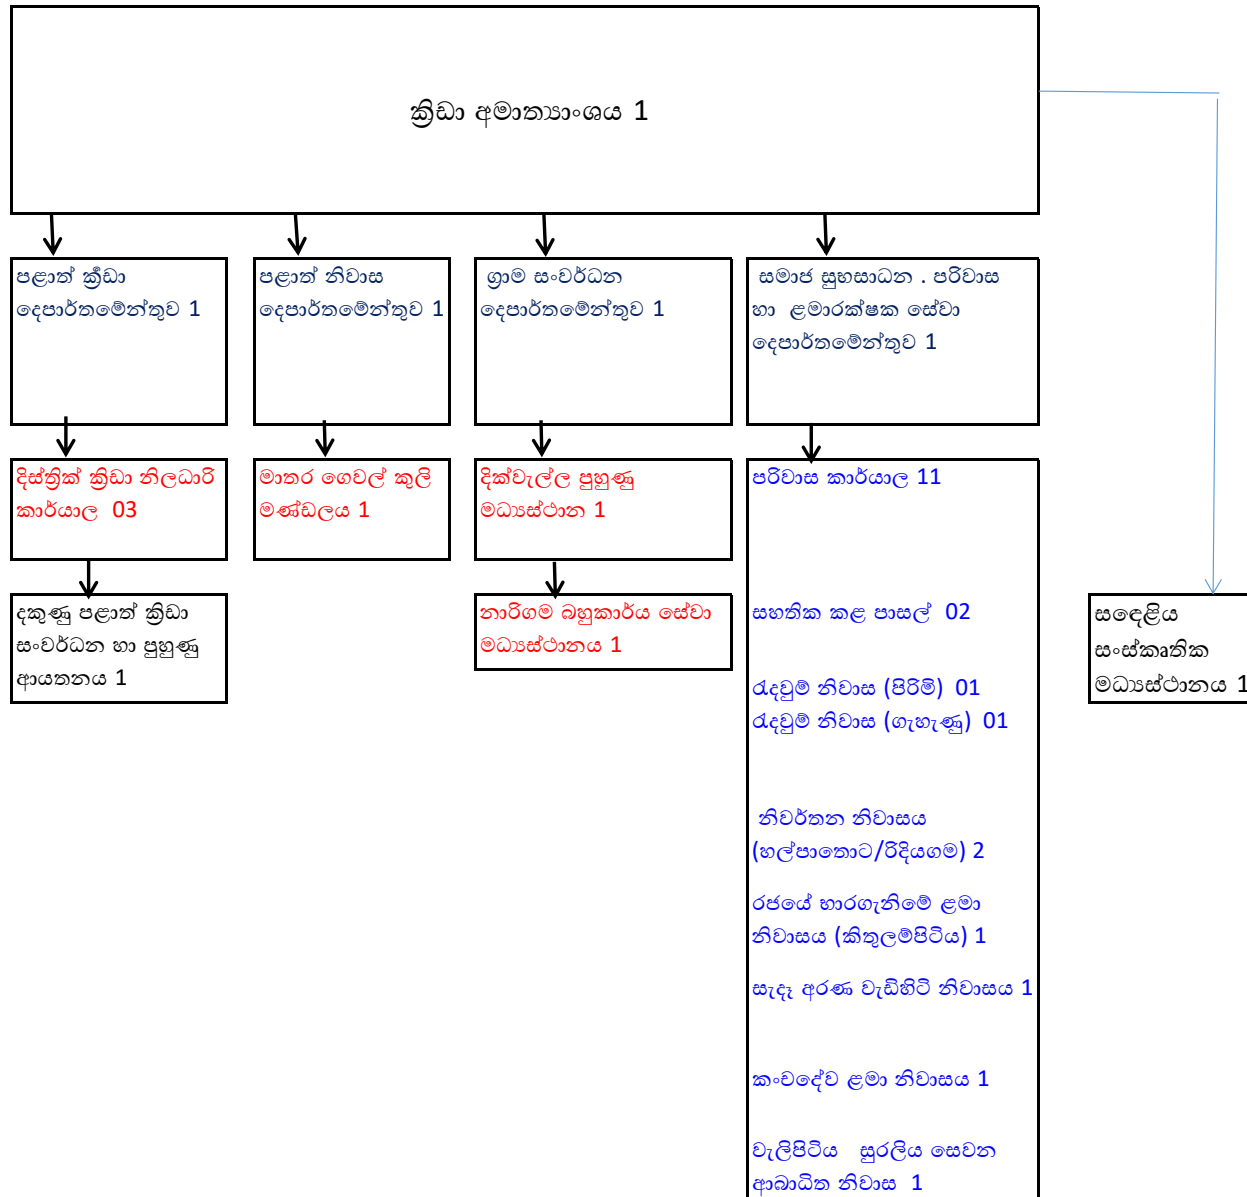 ක්‍රිඩා අමාත්‍යාංශය 1
පළාත් ක්‍රීඩා
දෙපාර්තමේන්තුව 1
පළාත් නිවාස
දෙපාර්තමේන්තුව 1
ග්‍රාම සංවර්ධන
දෙපාර්තමේන්තුව 1
සමාජ සුභසාධන . පරිවාස
හා ළමාරක්ෂක සේවා
දෙපාර්තමේන්තුව 1
දිස්ත්‍රික් ක්‍රිඩා නිලධාරි
කාර්යාල 03
මාතර ගෙවල් කුලි
මණ්ඩලය 1
දික්වැල්ල පුහුණු
මධ්‍යස්ථාන 1
දකුණු පළාත් ක්‍රිඩා
සංවර්ධන හා පුහුණු
ආයතනය 1
නාරිගම බහුකාර්ය සේවා
මධ්‍යස්ථානය 1
පරිවාස කාර්යාල 11
සහතික කළ පාසල් 02
රැදවුම් නිවාස (පිරිමි) 01
රැදවුම් නිවාස (ගැහැණු) 01
නිවර්තන නිවාසය
(හල්පාතොට/රිදියගම) 2
රජයේ භාරගැනිමේ ළමා
නිවාසය (කිතුලම්පිටිය) 1
සැදෑ අරණ වැඩිහිටි නිවාසය 1
කංචදේව ළමා නිවාසය 1
වැලිපිටිය සුරලිය සෙවන
ආබාධිත නිවාස 1
සඳෙළිය
සංස්කෘතික
මධ්‍යස්ථානය 1